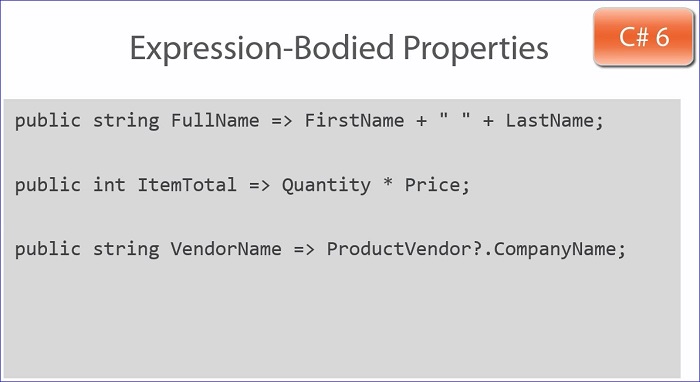 Expression-Bodied Properties
C# 6
public string FullName => FirstName + " " + LastName;
public int ItemTotal => Quantity * Price;
public string VendorName => ProductVendor?.CompanyName;